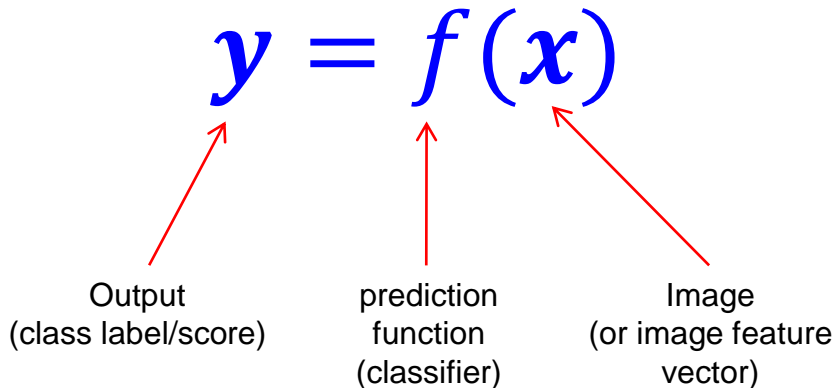 y = f(x)
Output
(class label/score)
prediction
function
(classifier)
Image
(or image feature
vector)